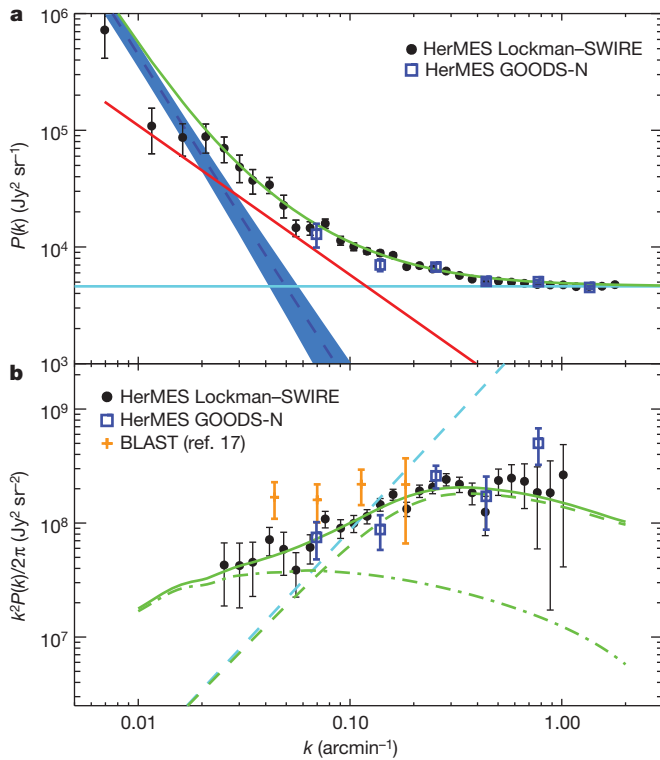 a
10⁶
10⁵
10⁴
10³
P(k) (Jy² sr⁻¹)
HerMES Lockman–SWIRE
HerMES GOODS-N
b
10⁹
10⁸
10⁷
k²P(k)/2π (Jy² sr⁻²)
HerMES Lockman–SWIRE
HerMES GOODS-N
BLAST (ref. 17)
0.01 0.10 1.00
k (arcmin⁻¹)